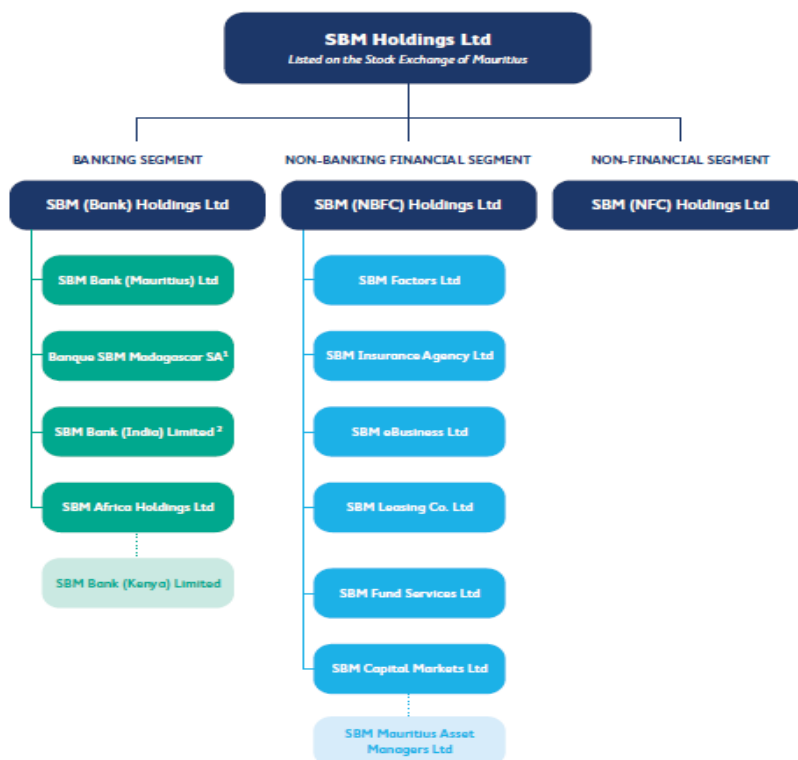 SBM Holdings Ltd
Listed on the Stock Exchange of Mauritius
BANKING SEGMENT
NON-BANKING FINANCIAL SEGMENT
NON-FINANCIAL SEGMENT
SBM (Bank) Holdings Ltd
SBM (NBFC) Holdings Ltd
SBM (NFC) Holdings Ltd
SBM Bank (Mauritius) Ltd
Banque SBM Madagascar SA¹
SBM Bank (India) Limited ²
SBM Africa Holdings Ltd
SBM Bank (Kenya) Limited
SBM Factors Ltd
SBM Insurance Agency Ltd
SBM eBusiness Ltd
SBM Leasing Co. Ltd
SBM Fund Services Ltd
SBM Capital Markets Ltd
SBM Mauritius Asset
Managers Ltd